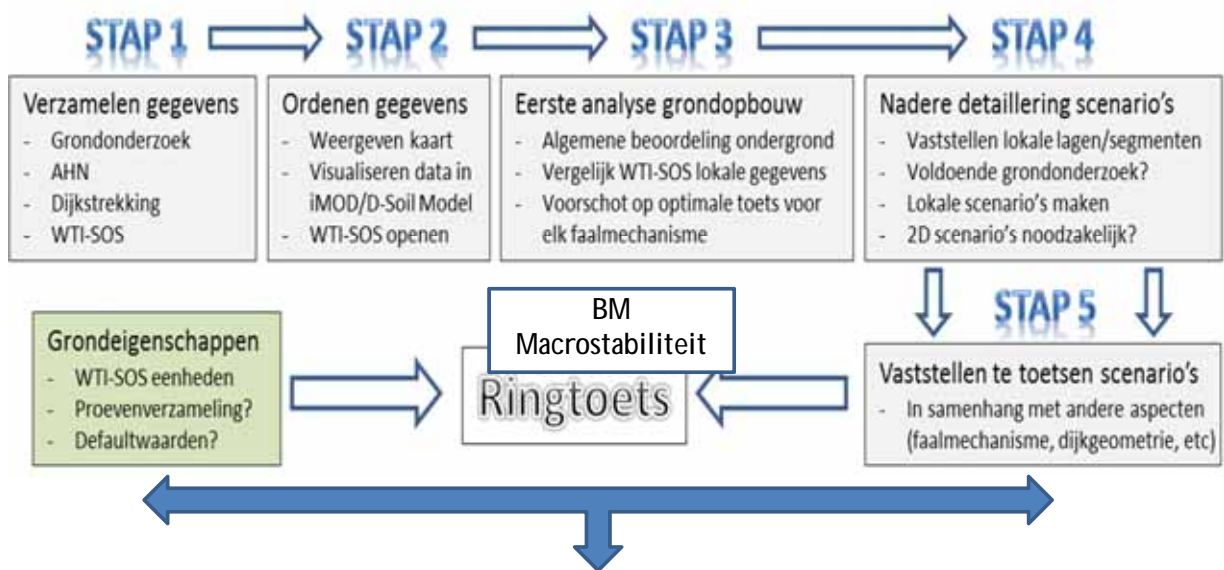 STAP 1
STAP 2
STAP 3
STAP 4
Verzamelen gegevens
- Grondonderzoek
- AHN
- Dijkstrekking
- WTI-SOS
Ordenen gegevens
- Weergeven kaart
- Visualiseren data in
iMOD/D-Soil Model
- WTI-SOS openen
Eerste analyse grondopbouw
- Algemene beoordeling ondergrond
- Vergelijk WTI-SOS lokale gegevens
- Voorschot op optimale toets voor
elk faalmechanisme
Nadere detaillering scenario's
- Vaststellen lokale lagen/segmenten
- Voldoende grondonderzoek?
- Lokale scenario's maken
- 2D scenario's noodzakelijk?
STAP 5
Grondeigenschappen
- WTI-SOS eenheden
- Proevenverzameling?
- Defaultwaarden?
BM
Macrostabiliteit
Ringtoets
Vaststellen te toetsen scenario's
- In samenhang met andere aspecten
(faalmechanisme, dijkgeometrie, etc)